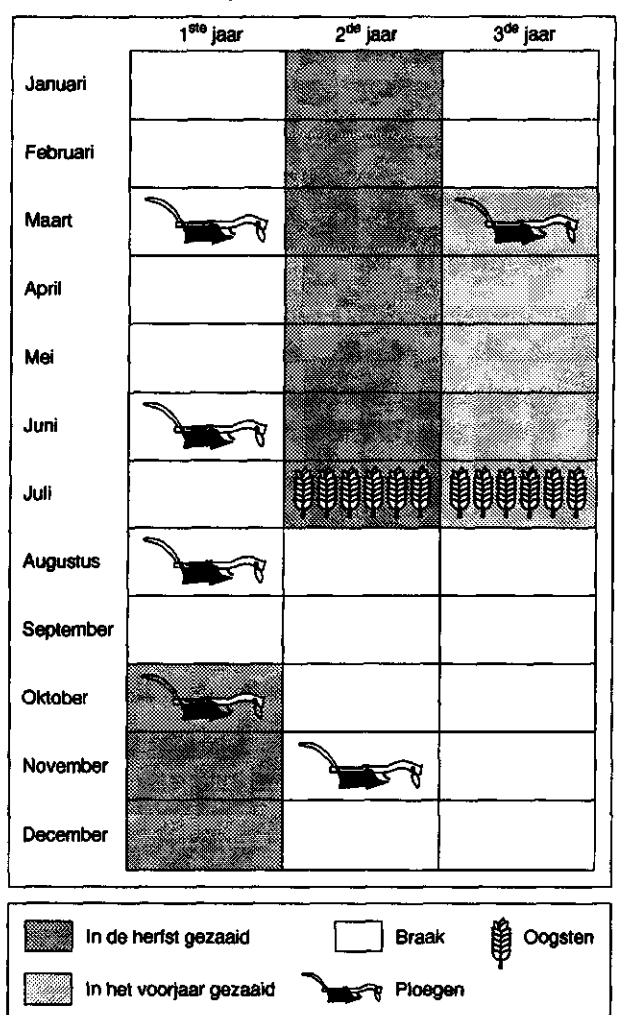 1ste jaar 2de jaar 3de jaar
Januari
Februari
Maart
April
Mei
Juni
Juli
Augustus
September
Oktober
November
December
In de herfst gezaaid Braak Oogsten
In het voorjaar gezaaid Ploegen